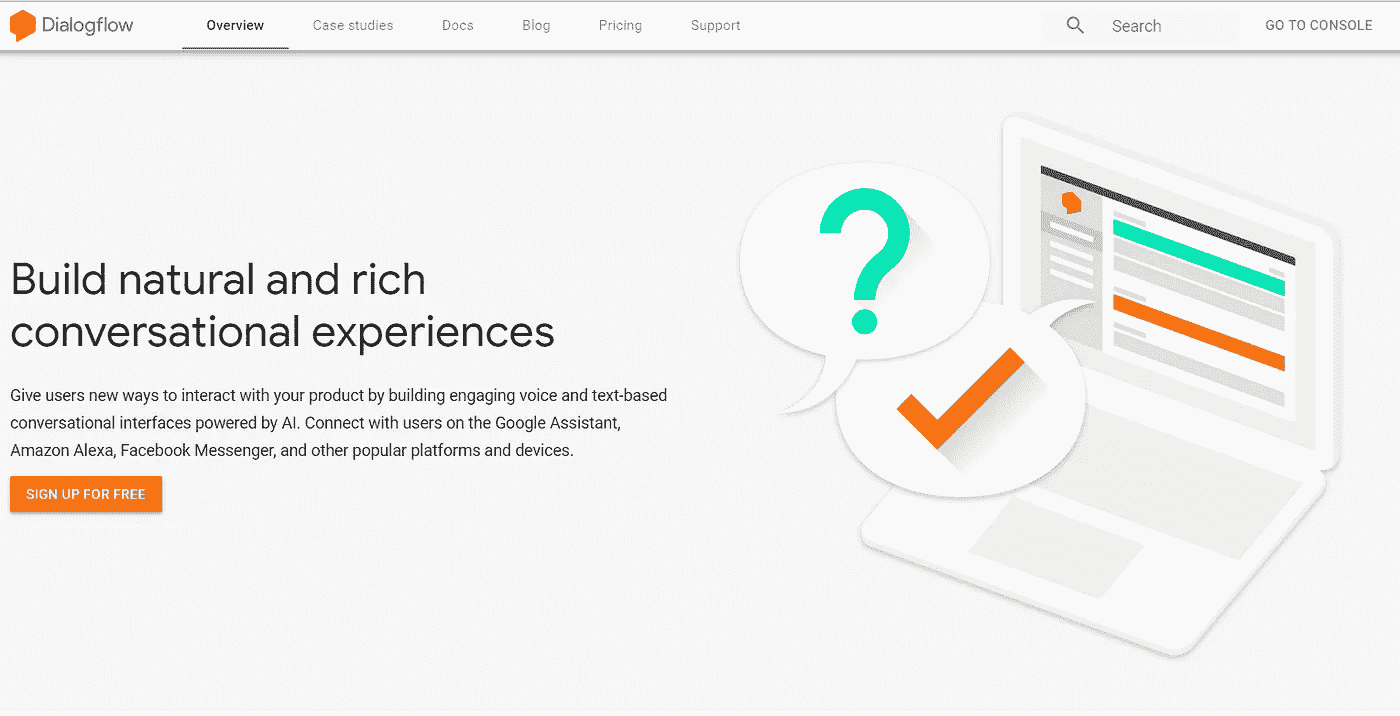 Dialogflow
Overview
Case studies
Docs
Blog
Pricing
Support
Search
GO TO CONSOLE
Build natural and rich
conversational experiences
Give users new ways to interact with your product by building engaging voice and text-based
conversational interfaces powered by AI. Connect with users on the Google Assistant,
Amazon Alexa, Facebook Messenger, and other popular platforms and devices.
SIGN UP FOR FREE
?